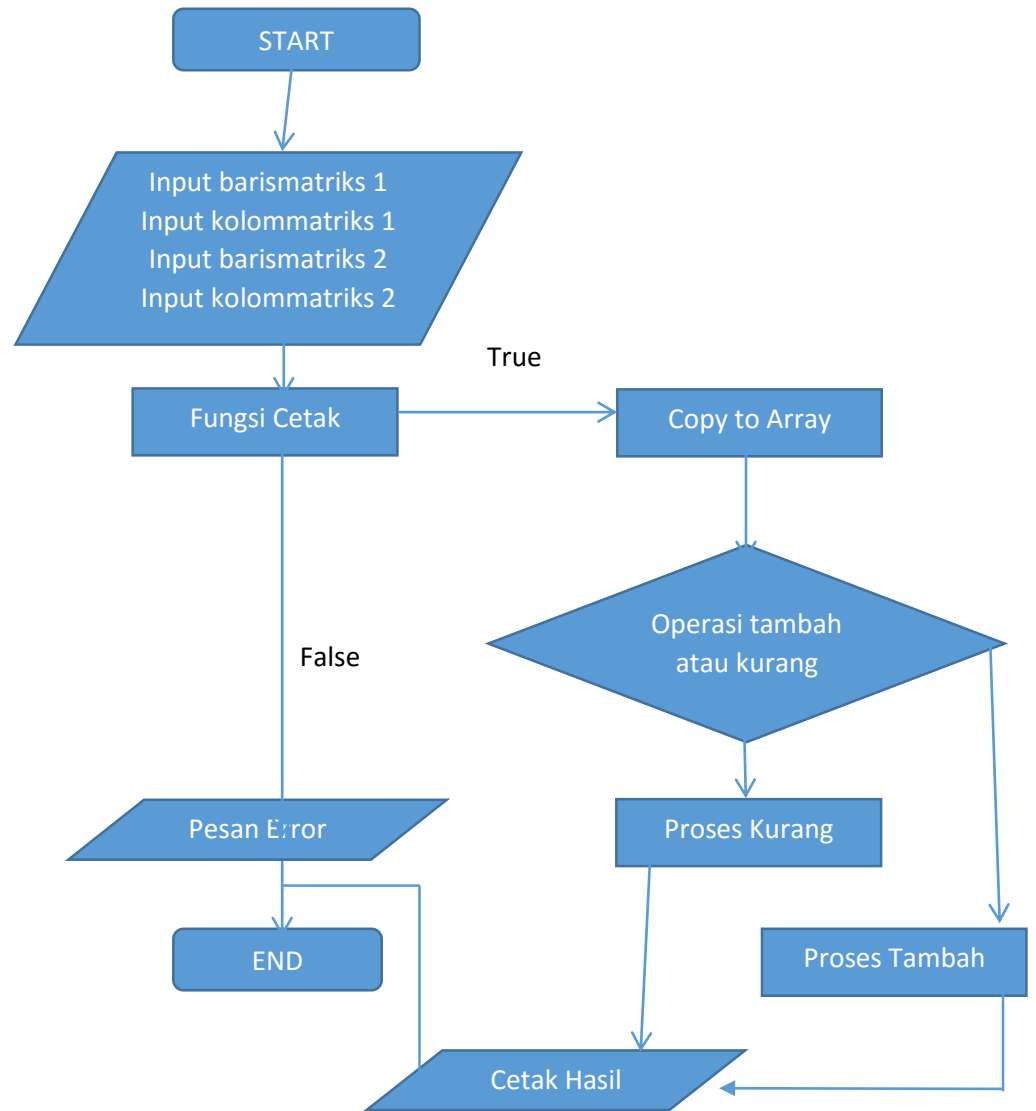 START
Input barismatriks 1
Input kolommatriks 1
Input barismatriks 2
Input kolommatriks 2
True
Fungsi Cetak
Copy to Array
Operasi tambah
atau kurang
False
Pesan Error
Proses Kurang
END
Proses Tambah
Cetak Hasil